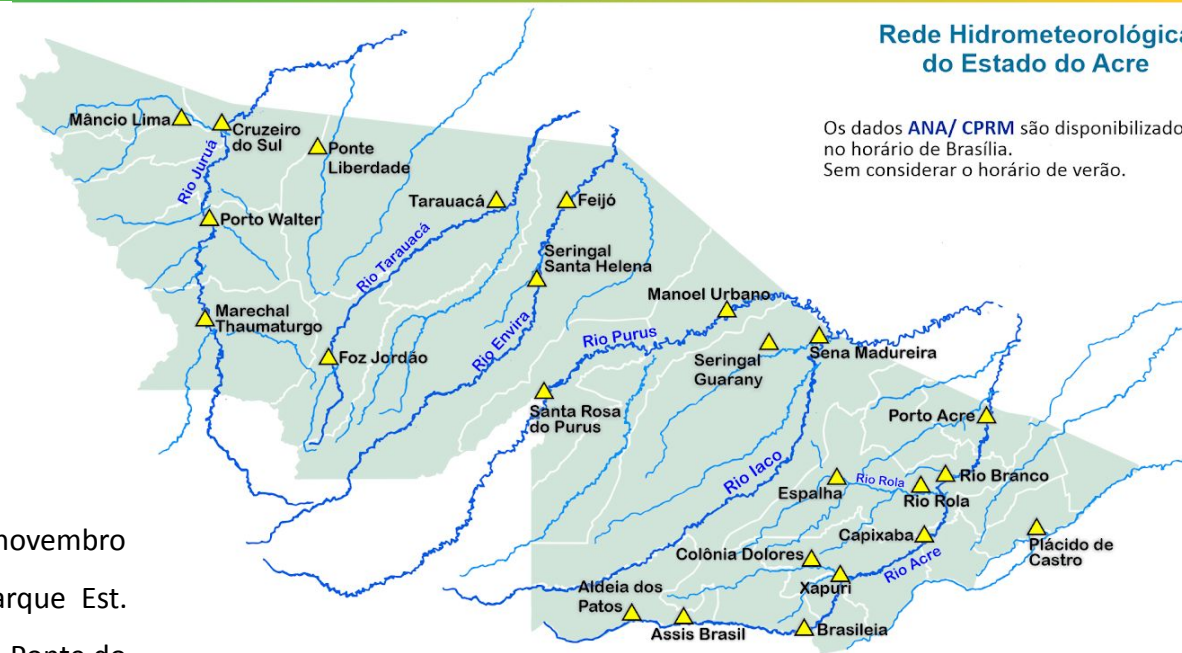 Rede Hidrometeorológica
do Estado do Acre
Os dados ANA/ CPRM são disponibilizado
no horário de Brasília.
Sem considerar o horário de verão.
Mâncio Lima
Cruzeiro
do Sul
Ponte
Liberdade
Rio Juruá
Porto Walter
Tarauacá
Feijó
Rio Tarauacá
Seringal
Santa Helena
Marechal
Thaumaturgo
Foz Jordão
Rio Envira
Manoel Urbano
Rio Purus
Seringal
Guarany
Sena Madureira
Santa Rosa
do Purus
Porto Acre
Rio Iaco
Espalha
Rio Rola
Rio Rola
Rio Branco
Capixaba
Plácido de
Castro
Colônia Dolores
Rio Acre
Xapuri
Aldeia dos
Patos
Assis Brasil
Brasileia
novembro
arque Est.
Ponte do